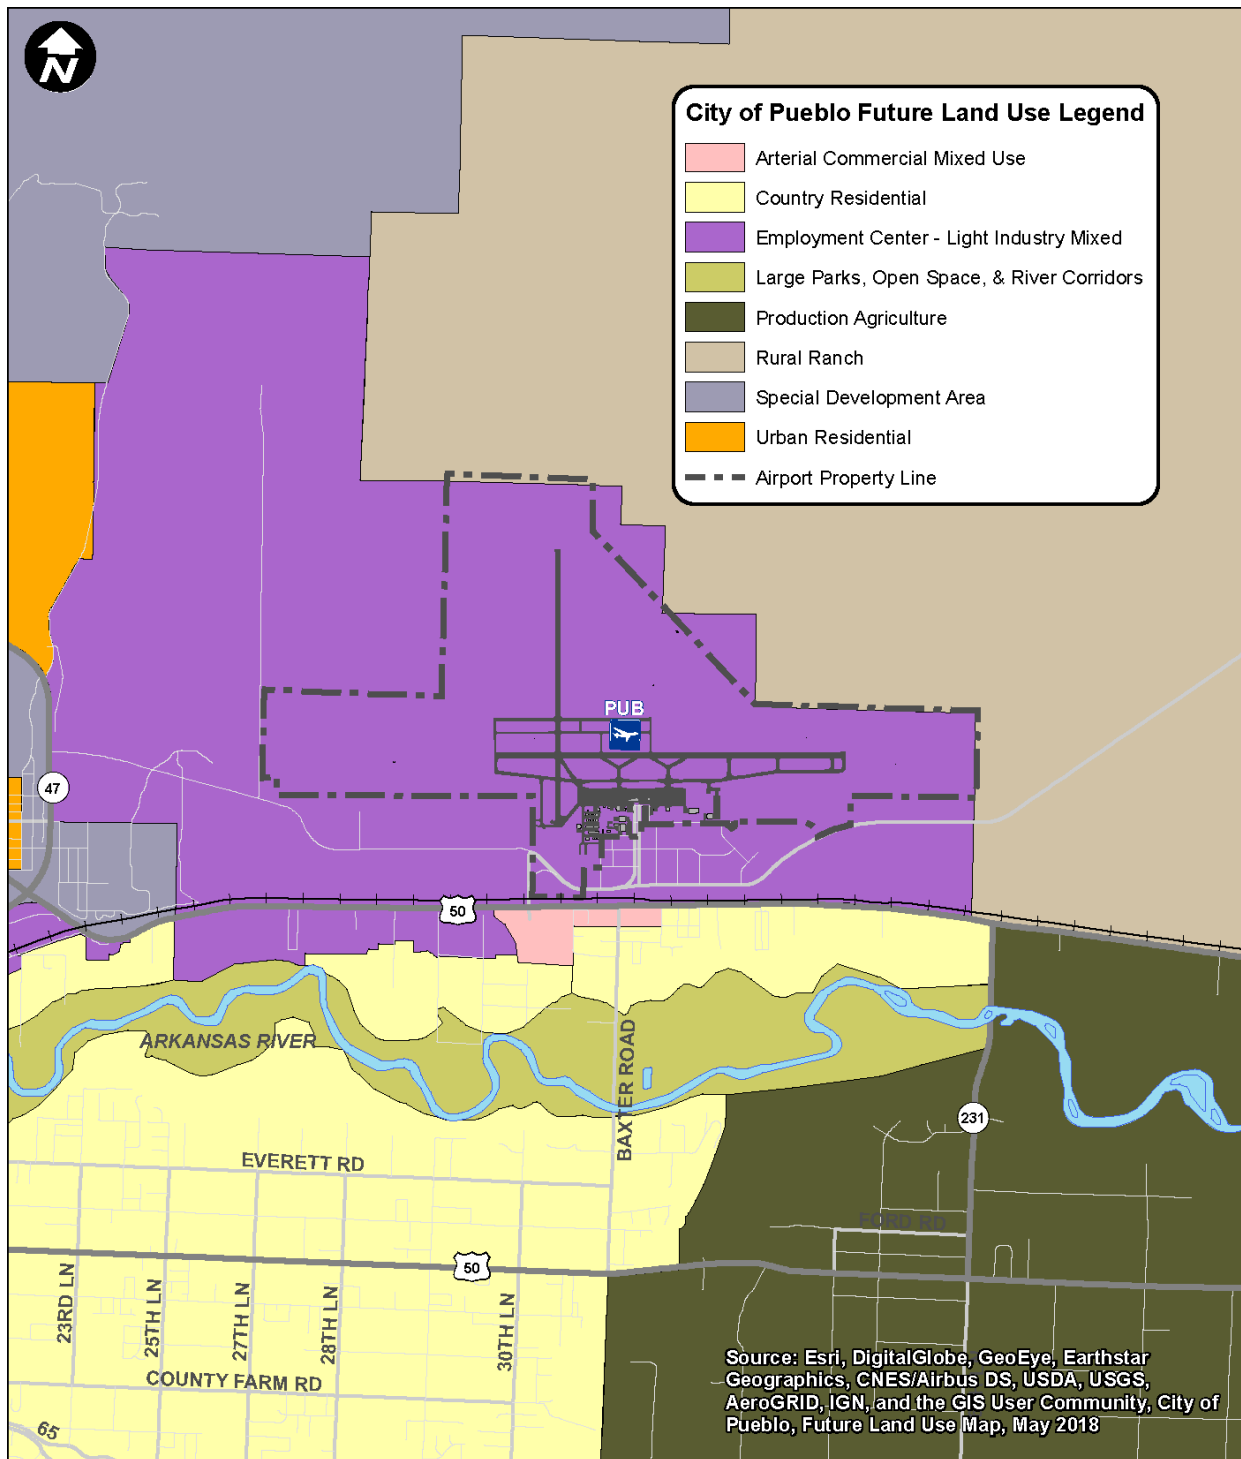 N
City of Pueblo Future Land Use Legend
Arterial Commercial Mixed Use
Country Residential
Employment Center - Light Industry Mixed
Large Parks, Open Space, & River Corridors
Production Agriculture
Rural Ranch
Special Development Area
Urban Residential
Airport Property Line
PUB
47
50
ARKANSAS RIVER
BAXTER ROAD
231
EVERETT RD
FORD RD
50
23RD LN
25TH LN
27TH LN
28TH LN
30TH LN
COUNTY FARM RD
65
Source: Esri, DigitalGlobe, GeoEye, Earthstar
Geographics, CNES/Airbus DS, USDA, USGS,
AeroGRID, IGN, and the GIS User Community, City of
Pueblo, Future Land Use Map, May 2018